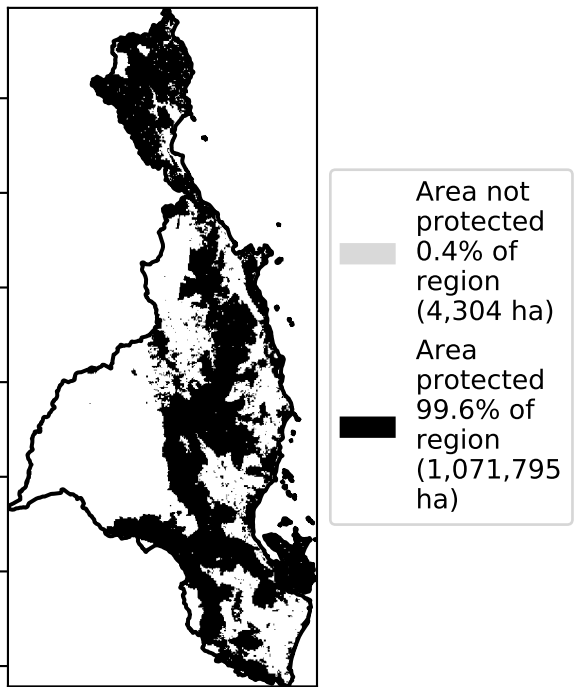 Area not
protected
0.4% of
region
(4,304 ha)
Area
protected
99.6% of
region
(1,071,795
ha)